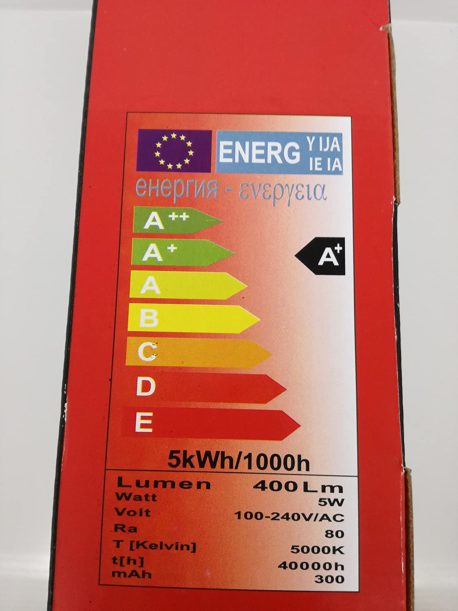 ENERG Y IJA
IE IA
енергия - ενεργεια
A++
A+
A+
A
B
C
D
E
5kWh/1000h
Lumen 400Lm
Watt 5W
Volt 100-240V/AC
Ra 80
T [Kelvin] 5000K
t[h] 40000h
mAh 300